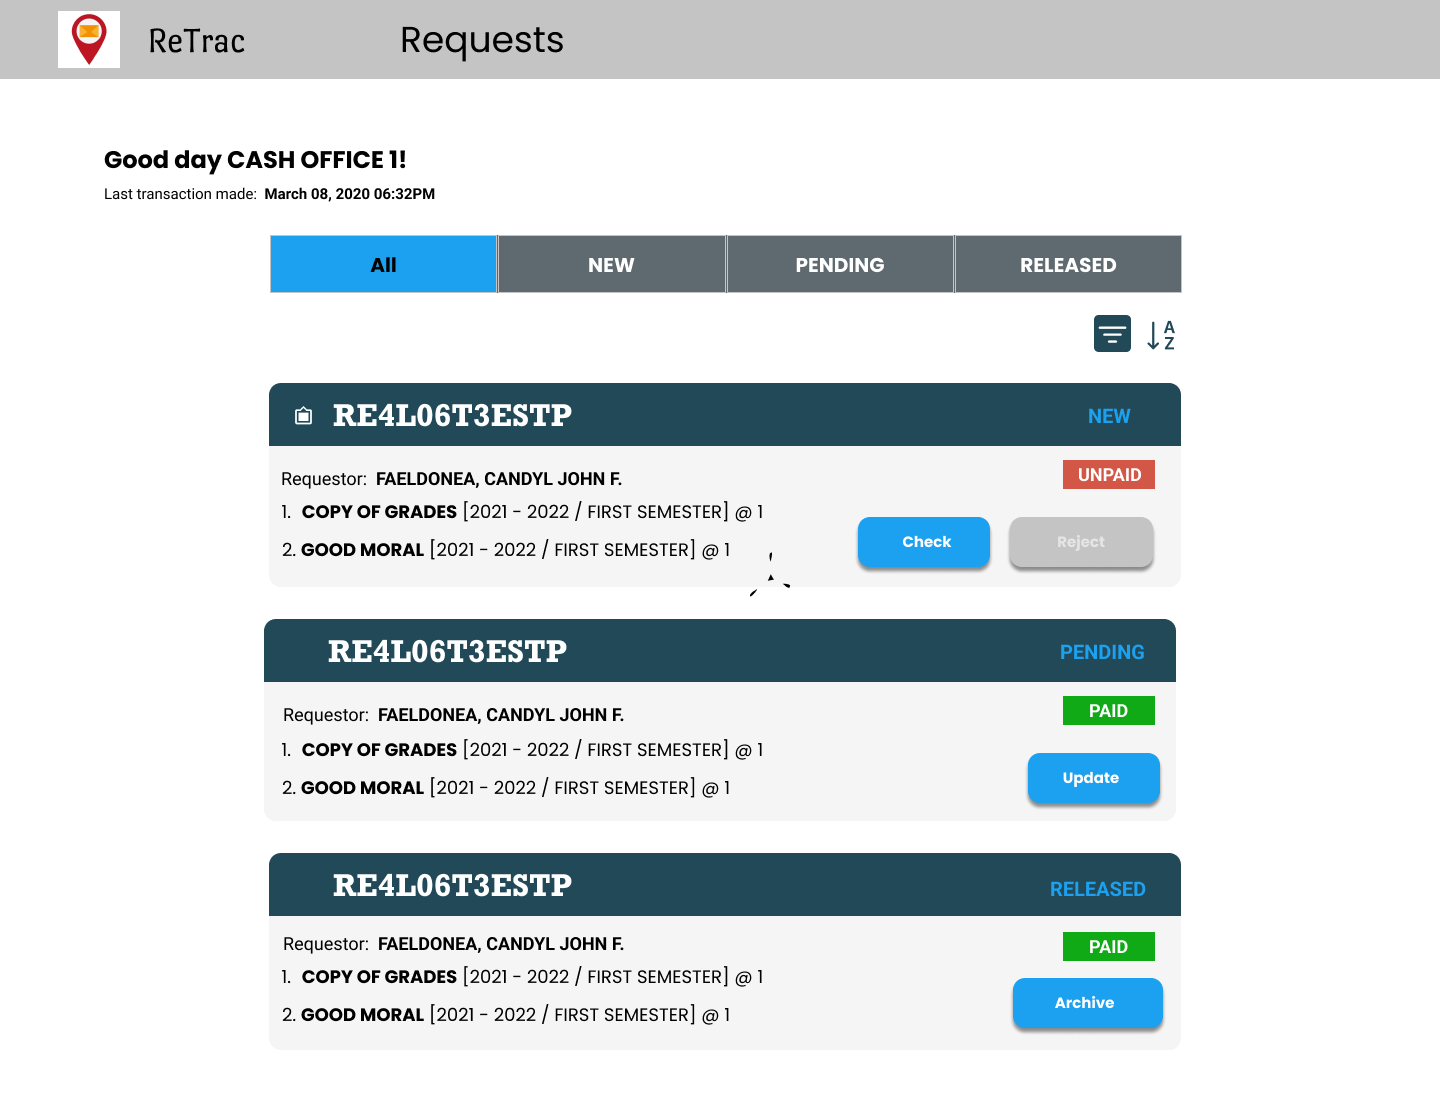 ReTrac Requests
Good day CASH OFFICE 1!
Last transaction made: March 08, 2020 06:32PM
All NEW PENDING RELEASED
A
Z
RE4L06T3ESTP NEW
Requestor: FAELDONEA, CANDYL JOHN F. UNPAID
1. COPY OF GRADES [2021 - 2022 / FIRST SEMESTER] @ 1
2. GOOD MORAL [2021 - 2022 / FIRST SEMESTER] @ 1
Check Reject
RE4L06T3ESTP PENDING
Requestor: FAELDONEA, CANDYL JOHN F. PAID
1. COPY OF GRADES [2021 - 2022 / FIRST SEMESTER] @ 1
2. GOOD MORAL [2021 - 2022 / FIRST SEMESTER] @ 1
Update
RE4L06T3ESTP RELEASED
Requestor: FAELDONEA, CANDYL JOHN F. PAID
1. COPY OF GRADES [2021 - 2022 / FIRST SEMESTER] @ 1
2. GOOD MORAL [2021 - 2022 / FIRST SEMESTER] @ 1
Archive